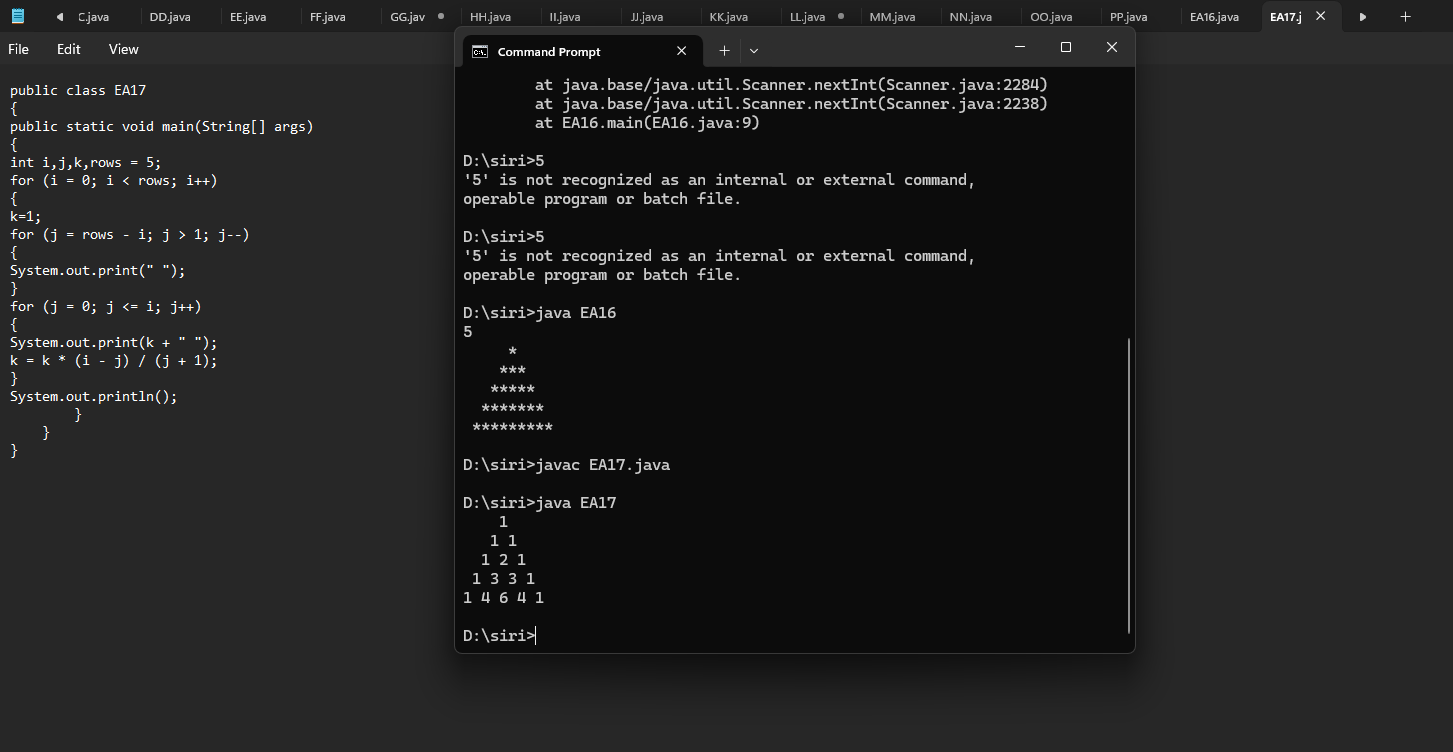 C.java DD.java EE.java FF.java GG.jav HH.java II.java JJ.java KK.java LL.java MM.java NN.java OO.java PP.java EA16.java EA17.j
File Edit View
public class EA17
{
public static void main(String[] args)
{
int i,j,k,rows = 5;
for (i = 0; i < rows; i++)
{
k=1;
for (j = rows - i; j > 1; j--)
{
System.out.print(" ");
}
for (j = 0; j <= i; j++)
{
System.out.print(k + " ");
k = k * (i - j) / (j + 1);
}
System.out.println();
        }
    }
}
Command Prompt
        at java.base/java.util.Scanner.nextInt(Scanner.java:2284)
        at java.base/java.util.Scanner.nextInt(Scanner.java:2238)
        at EA16.main(EA16.java:9)
D:\siri>5
'5' is not recognized as an internal or external command,
operable program or batch file.
D:\siri>5
'5' is not recognized as an internal or external command,
operable program or batch file.
D:\siri>java EA16
5
     *
    ***
   *****
  *******
 *********
D:\siri>javac EA17.java
D:\siri>java EA17
    1
   1 1
  1 2 1
 1 3 3 1
1 4 6 4 1
D:\siri>